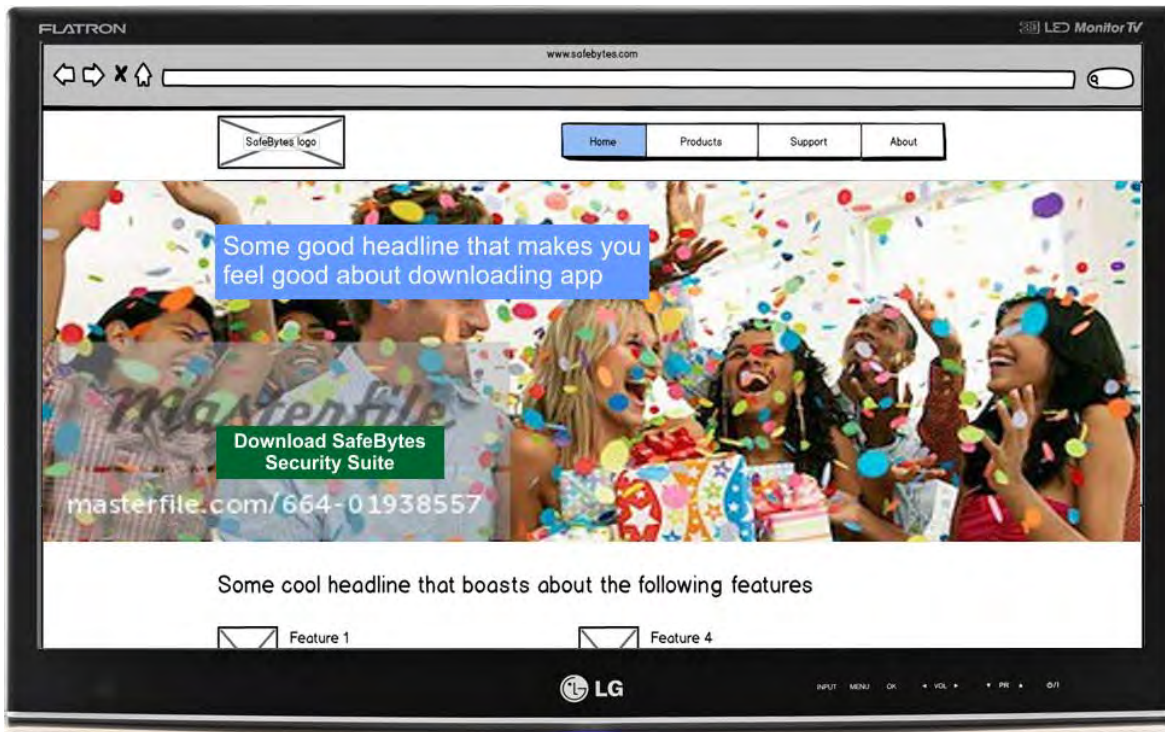 FLATRON
3D LED Monitor TV
www.safebytes.com
SafeBytes logo
Home Products Support About
Some good headline that makes you
feel good about downloading app
Masterfile
Download SafeBytes
Security Suite
masterfile.com/664-01938557
Some cool headline that boasts about the following features
Feature 1 Feature 4
LG LG
INPUT MENU OK ◄ VOL ► ▼ PR ▲ ⏻/I